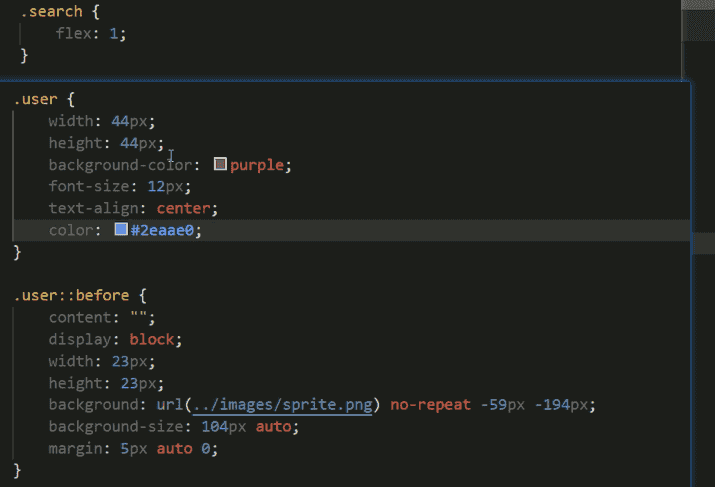 .search {
    flex: 1;
}
.user {
    width: 44px;
    height: 44px;
    background-color: purple;
    font-size: 12px;
    text-align: center;
    color: #2eaae0;
}
.user::before {
    content: "";
    display: block;
    width: 23px;
    height: 23px;
    background: url(../images/sprite.png) no-repeat -59px -194px;
    background-size: 104px auto;
    margin: 5px auto 0;
}